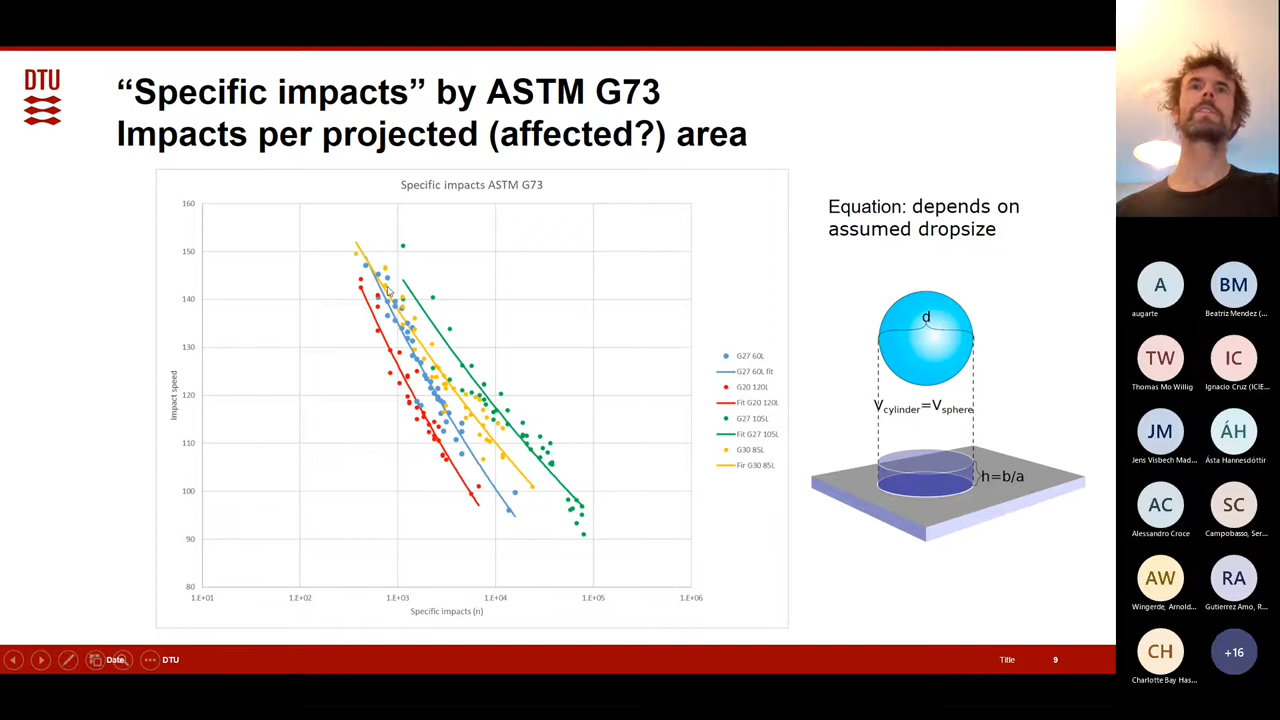 DTU
“Specific impacts” by ASTM G73
Impacts per projected (affected?) area
Specific impacts ASTM G73
160
150
140
130
120
110
100
90
80
Impact speed
1.E+01
1.E+02
1.E+03
1.E+04
1.E+05
1.E+06
Specific impacts (n)
G27 60L
G27 60L fit
G20 120L
Fit G20 120L
G27 105L
Fit G27 105L
G30 85L
Fir G30 85L
Equation: depends on
assumed dropsize
d
Vcylinder=Vsphere
h=b/a
Date
DTU
Title
9
A
augarte
BM
Beatriz Mendez (...
TW
Thomas Mo Willig
IC
Ignacio Cruz (ICIE...
JM
Jens Visbech Mad...
ÁH
Ásta Hannesdóttir
AC
Alessandro Croce
SC
Campobasso, Ser...
AW
Wingerde, Arnold...
RA
Gutierrez Amo, R...
CH
Charlotte Bay Has...
+16